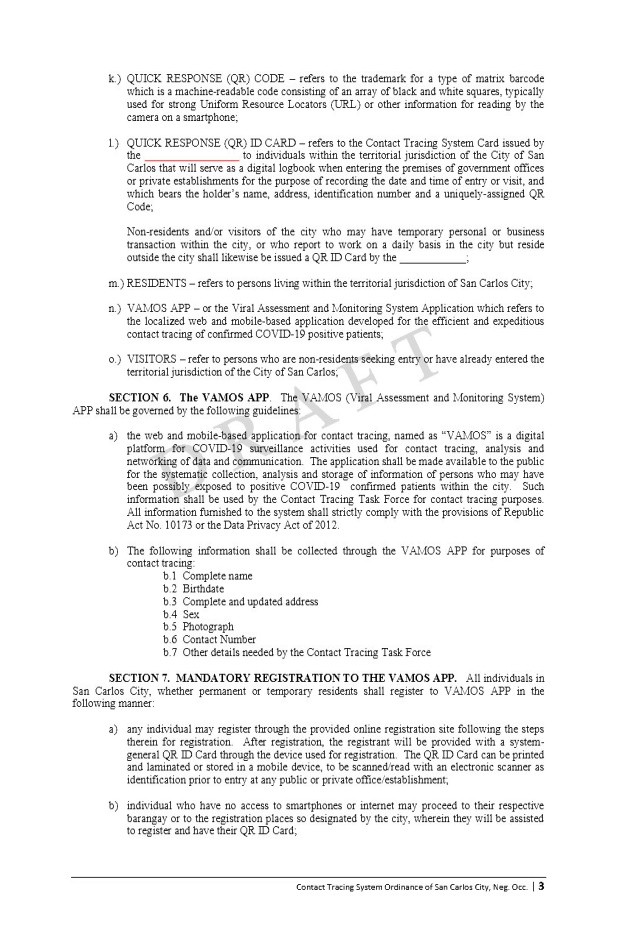 k.) QUICK RESPONSE (QR) CODE – refers to the trademark for a type of matrix barcode
which is a machine-readable code consisting of an array of black and white squares, typically
used for strong Uniform Resource Locators (URL) or other information for reading by the
camera on a smartphone;
l.) QUICK RESPONSE (QR) ID CARD – refers to the Contact Tracing System Card issued by
the __________________ to individuals within the territorial jurisdiction of the City of San
Carlos that will serve as a digital logbook when entering the premises of government offices
or private establishments for the purpose of recording the date and time of entry or visit, and
which bears the holder's name, address, identification number and a uniquely-assigned QR
Code;
Non-residents and/or visitors of the city who may have temporary personal or business
transaction within the city, or who report to work on a daily basis in the city but reside
outside the city shall likewise be issued a QR ID Card by the ____________;
m.) RESIDENTS – refers to persons living within the territorial jurisdiction of San Carlos City;
n.) VAMOS APP – or the Viral Assessment and Monitoring System Application which refers to
the localized web and mobile-based application developed for the efficient and expeditious
contact tracing of confirmed COVID-19 positive patients;
o.) VISITORS – refer to persons who are non-residents seeking entry or have already entered the
territorial jurisdiction of the City of San Carlos;
SECTION 6. The VAMOS APP. The VAMOS (Viral Assessment and Monitoring System)
APP shall be governed by the following guidelines:
a) the web and mobile-based application for contact tracing, named as “VAMOS” is a digital
platform for COVID-19 surveillance activities used for contact tracing, analysis and
networking of data and communication. The application shall be made available to the public
for the systematic collection, analysis and storage of information of persons who may have
been possibly exposed to positive COVID-19 confirmed patients within the city. Such
information shall be used by the Contact Tracing Task Force for contact tracing purposes.
All information furnished to the system shall strictly comply with the provisions of Republic
Act No. 10173 or the Data Privacy Act of 2012.
b) The following information shall be collected through the VAMOS APP for purposes of
contact tracing:
b.1 Complete name
b.2 Birthdate
b.3 Complete and updated address
b.4 Sex
b.5 Photograph
b.6 Contact Number
b.7 Other details needed by the Contact Tracing Task Force
SECTION 7. MANDATORY REGISTRATION TO THE VAMOS APP. All individuals in
San Carlos City, whether permanent or temporary residents shall register to VAMOS APP in the
following manner:
a) any individual may register through the provided online registration site following the steps
therein for registration. After registration, the registrant will be provided with a system-
general QR ID Card through the device used for registration. The QR ID Card can be printed
and laminated or stored in a mobile device, to be scanned/read with an electronic scanner as
identification prior to entry at any public or private office/establishment;
b) individual who have no access to smartphones or internet may proceed to their respective
barangay or to the registration places so designated by the city, wherein they will be assisted
to register and have their QR ID Card;
DRAFT
Contact Tracing System Ordinance of San Carlos City, Neg. Occ. | 3